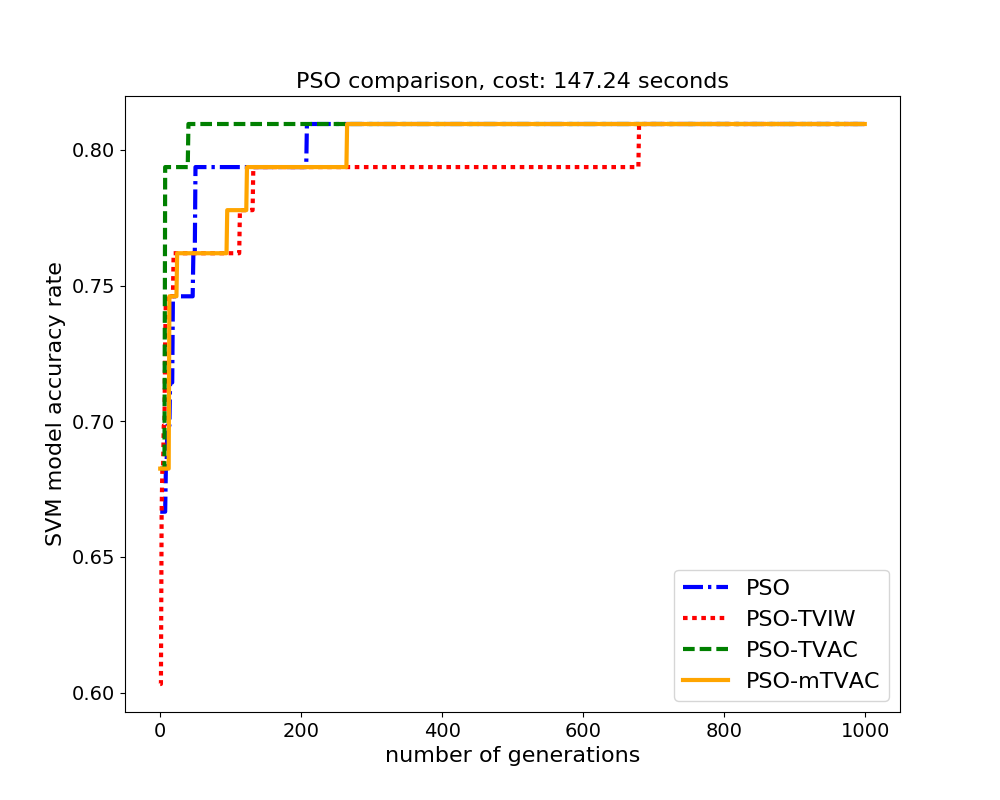 PSO comparison, cost: 147.24 seconds
SVM model accuracy rate
0.80
0.75
0.70
0.65
0.60
PSO
PSO-TVIW
PSO-TVAC
PSO-mTVAC
0 200 400 600 800 1000
number of generations